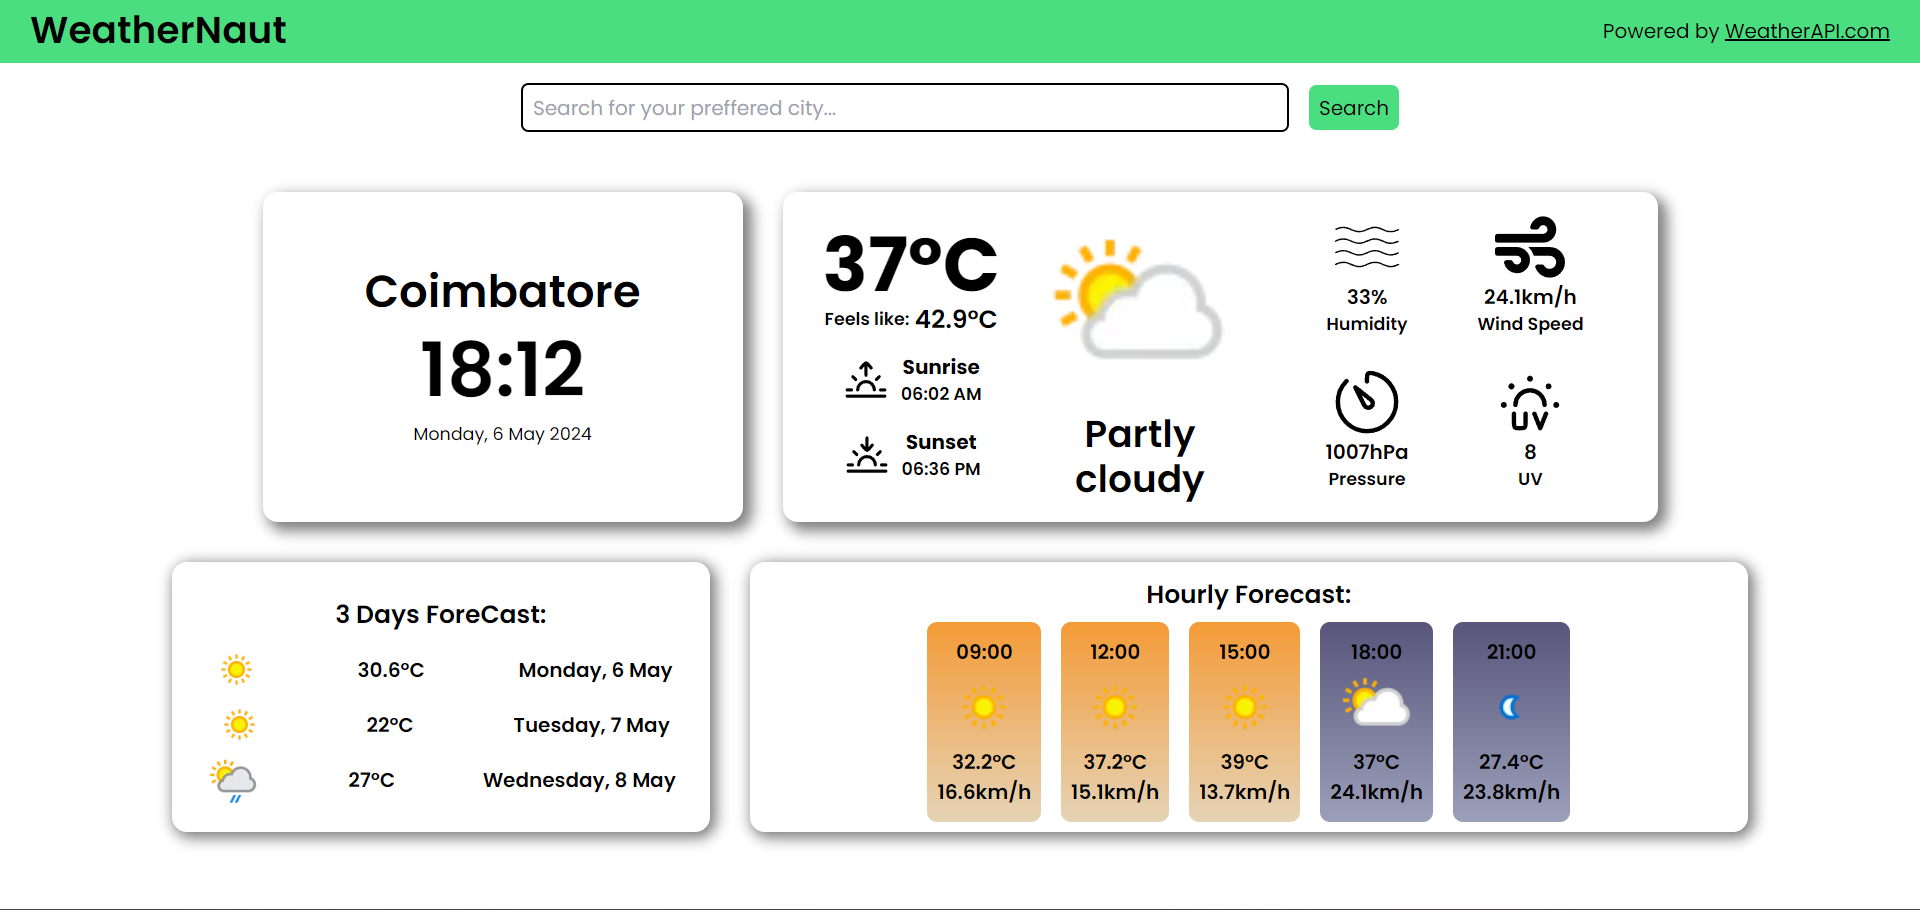 WeatherNaut
Powered by WeatherAPI.com
Search for your preffered city...
Search
Coimbatore
18:12
Monday, 6 May 2024
37°C
Feels like: 42.9°C
Sunrise
06:02 AM
Sunset
06:36 PM
Partly
cloudy
33%
Humidity
24.1km/h
Wind Speed
1007hPa
Pressure
UV
8
UV
3 Days ForeCast:
30.6°C Monday, 6 May
22°C Tuesday, 7 May
27°C Wednesday, 8 May
Hourly Forecast:
09:00
32.2°C
16.6km/h
12:00
37.2°C
15.1km/h
15:00
39°C
13.7km/h
18:00
37°C
24.1km/h
21:00
27.4°C
23.8km/h